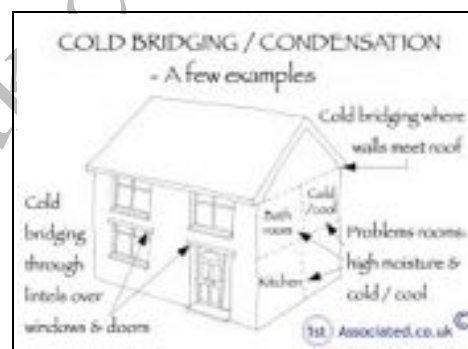 COLD BRIDGING / CONDENSATION
- A few examples
Cold bridging where
walls meet roof
Cold
bridging
through
lintels over
windows & doors
Bath
room
Cold
/cool
Kitchen
Problems rooms:
high moisture &
cold / cool
1st Associated.co.uk ©